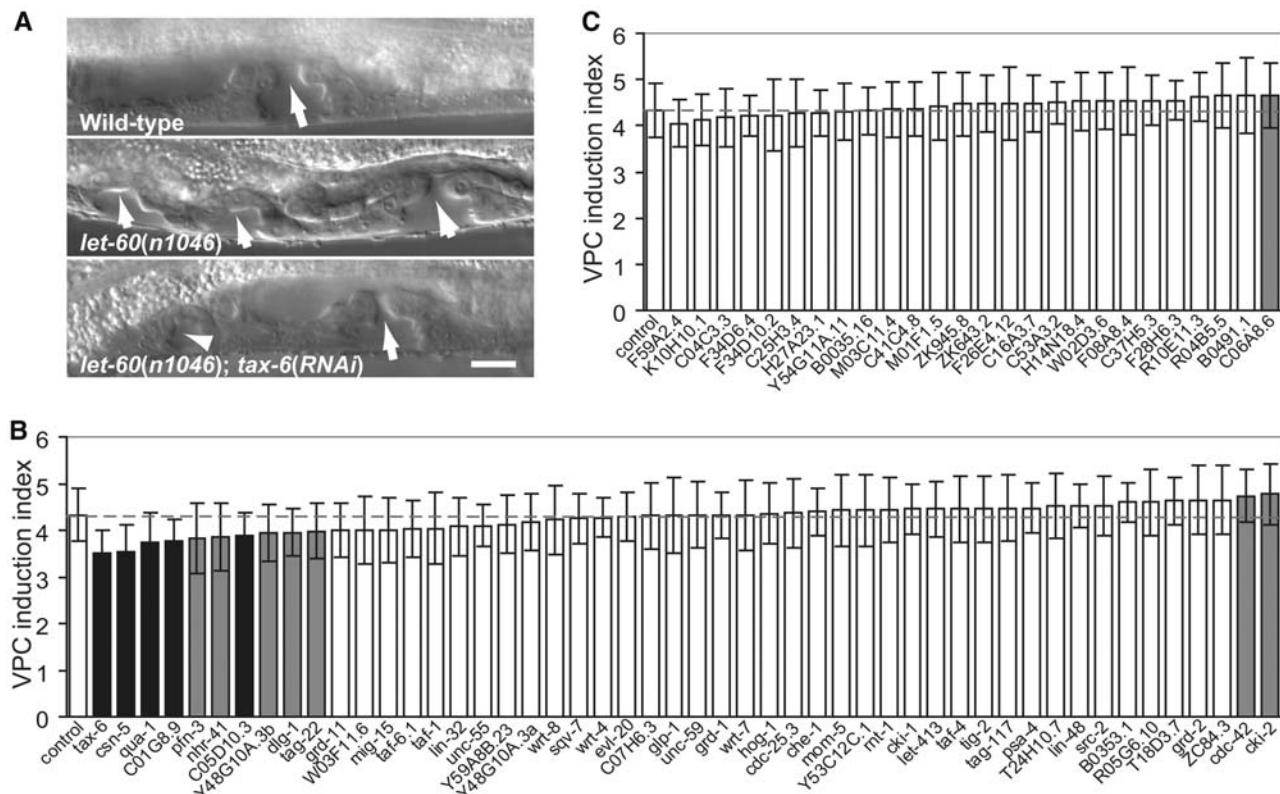 A
Wild-type
let-60(n1046)
let-60(n1046); tax-6(RNAi)
C
VPC induction index
6
5
4
3
2
1
0
control
F59A2.4
K10H10.1
C04C3.3
F34D6.4
F34D10.2
C25H3.4
H27A23.1
Y54G11A.11
B0035.16
M03C11.4
C41C4.8
M01F1.5
ZK945.8
ZK643.2
F26E4.12
C16A3.7
C53A3.2
H14N18.4
W02D3.6
F08A8.4
C37H5.3
F28H6.3
R10E11.3
R04B5.5
B0491.1
C06A8.6
B
VPC induction index
6
5
4
3
2
1
0
control
tax-6
csn-5
qua-1
C01G8.9
pfn-3
nhr-41
C05D10.3
Y48G10A.3b
dlg-1
tag-22
grd-11
W03F11.6
mig-15
taf-6.1
taf-1
lin-32
unc-55
Y59A8B.23
Y48G10A.3a
wrt-8
sqv-7
wrt-4
evl-20
C07H6.3
glp-1
unc-59
grd-1
wrt-7
hog-1
cdc-25.3
che-1
mom-5
Y53C12C.1
rnt-1
cki-1
let-413
taf-4
tig-2
tag-117
psa-4
T24H10.7
lin-48
src-2
B0353.1
R05G6.10
T18D3.7
grd-2
ZC84.3
cdc-42
cki-2